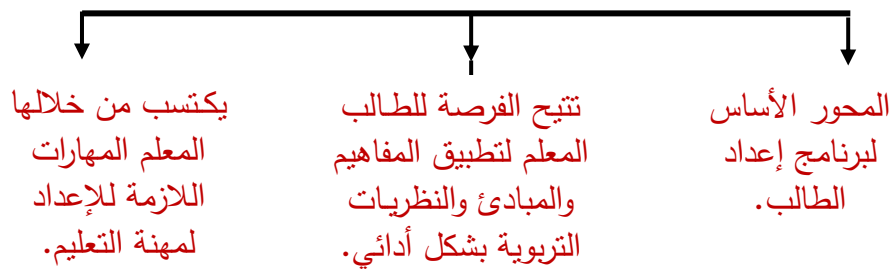 المحور الأساس
لبرنامج إعداد
الطالب.
تتيح الفرصة للطالب
المعلم لتطبيق المفاهيم
والمبادئ والنظريات
التربوية بشكل أدائي.
يكتسب من خلالها
المعلم المهارات
اللازمة للإعداد
لمهنة التعليم.